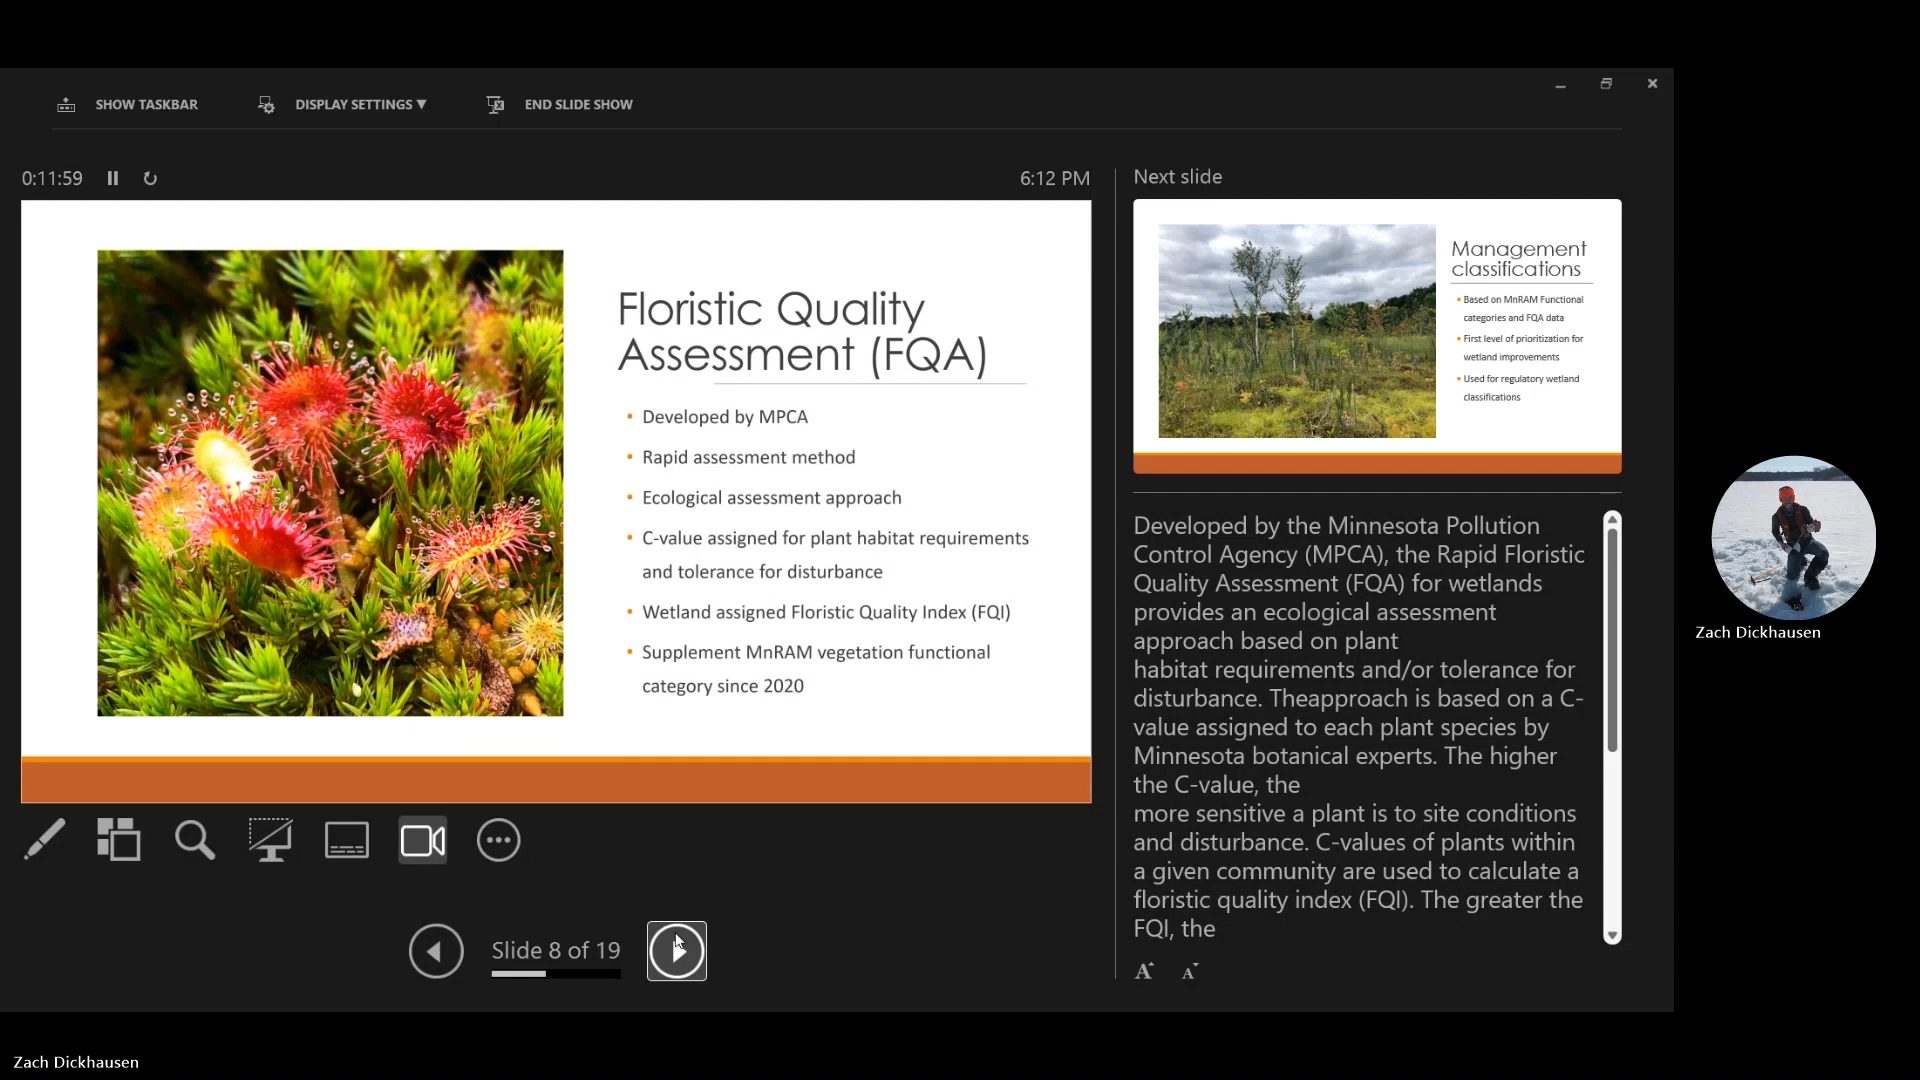 SHOW TASKBAR
DISPLAY SETTINGS ▼
END SLIDE SHOW
0:11:59
6:12 PM
Floristic Quality
Assessment (FQA)
• Developed by MPCA
• Rapid assessment method
• Ecological assessment approach
• C-value assigned for plant habitat requirements
and tolerance for disturbance
• Wetland assigned Floristic Quality Index (FQI)
• Supplement MnRAM vegetation functional
category since 2020
Slide 8 of 19
Next slide
Management
classifications
• Based on MnRAM Functional
categories and FQA data
• First level of prioritization for
wetland improvements
• Used for regulatory wetland
classifications
Developed by the Minnesota Pollution
Control Agency (MPCA), the Rapid Floristic
Quality Assessment (FQA) for wetlands
provides an ecological assessment
approach based on plant
habitat requirements and/or tolerance for
disturbance. Theapproach is based on a C-
value assigned to each plant species by
Minnesota botanical experts. The higher
the C-value, the
more sensitive a plant is to site conditions
and disturbance. C-values of plants within
a given community are used to calculate a
floristic quality index (FQI). The greater the
FQI, the
A A
Zach Dickhausen
Zach Dickhausen